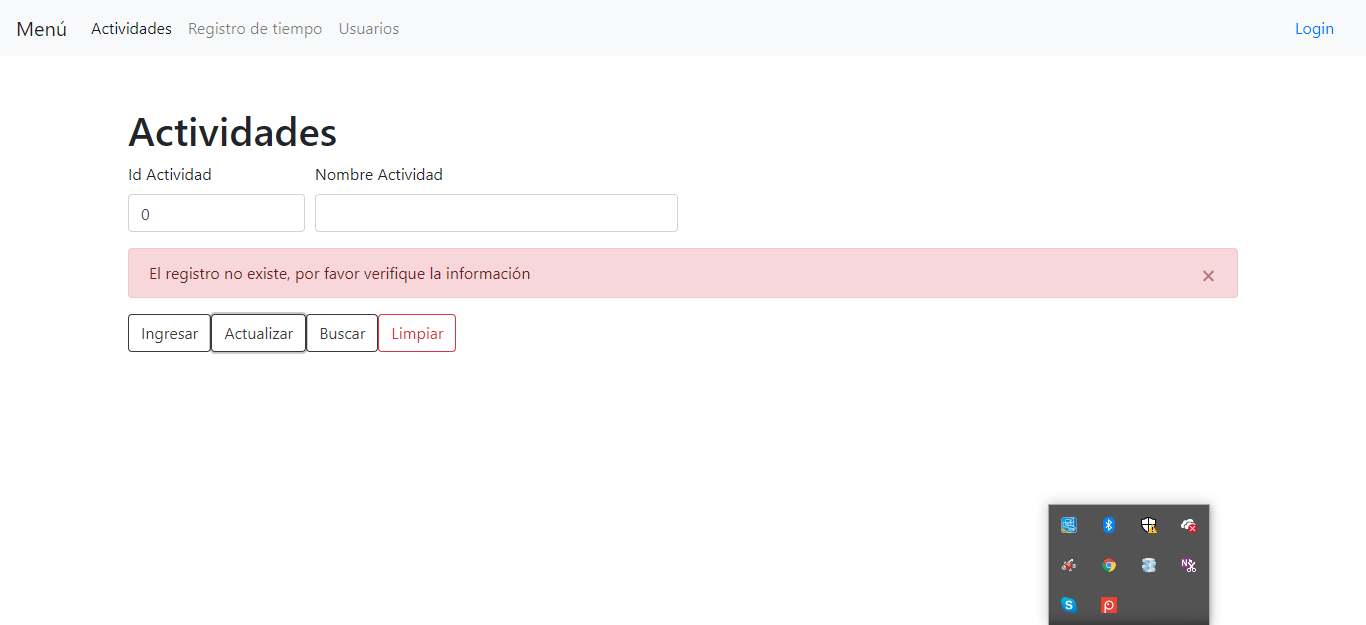 Menú Actividades Registro de tiempo Usuarios Login
Actividades
Id Actividad Nombre Actividad
0
El registro no existe, por favor verifique la información ×
Ingresar Actualizar Buscar Limpiar
N
S